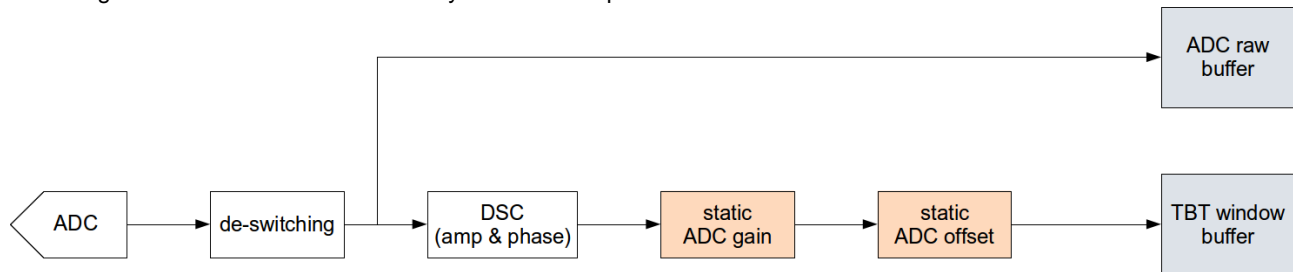 ADC raw
buffer
ADC
de-switching
DSC
(amp & phase)
static
ADC gain
static
ADC offset
TBT window
buffer